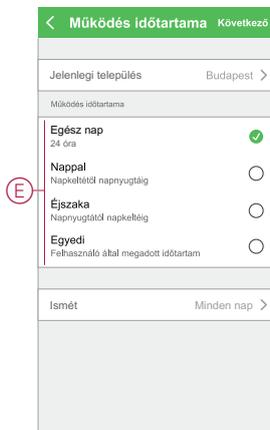 Működés időtartama Következő
Jelenlegi település Budapest
Működés időtartama
Egész nap
24 óra
Nappal
Napkeltétől napnyugtáig
Éjszaka
Napnyugtától napkeltéig
Egyedi
Felhasználó által megadott időtartam
E
Ismét Minden nap